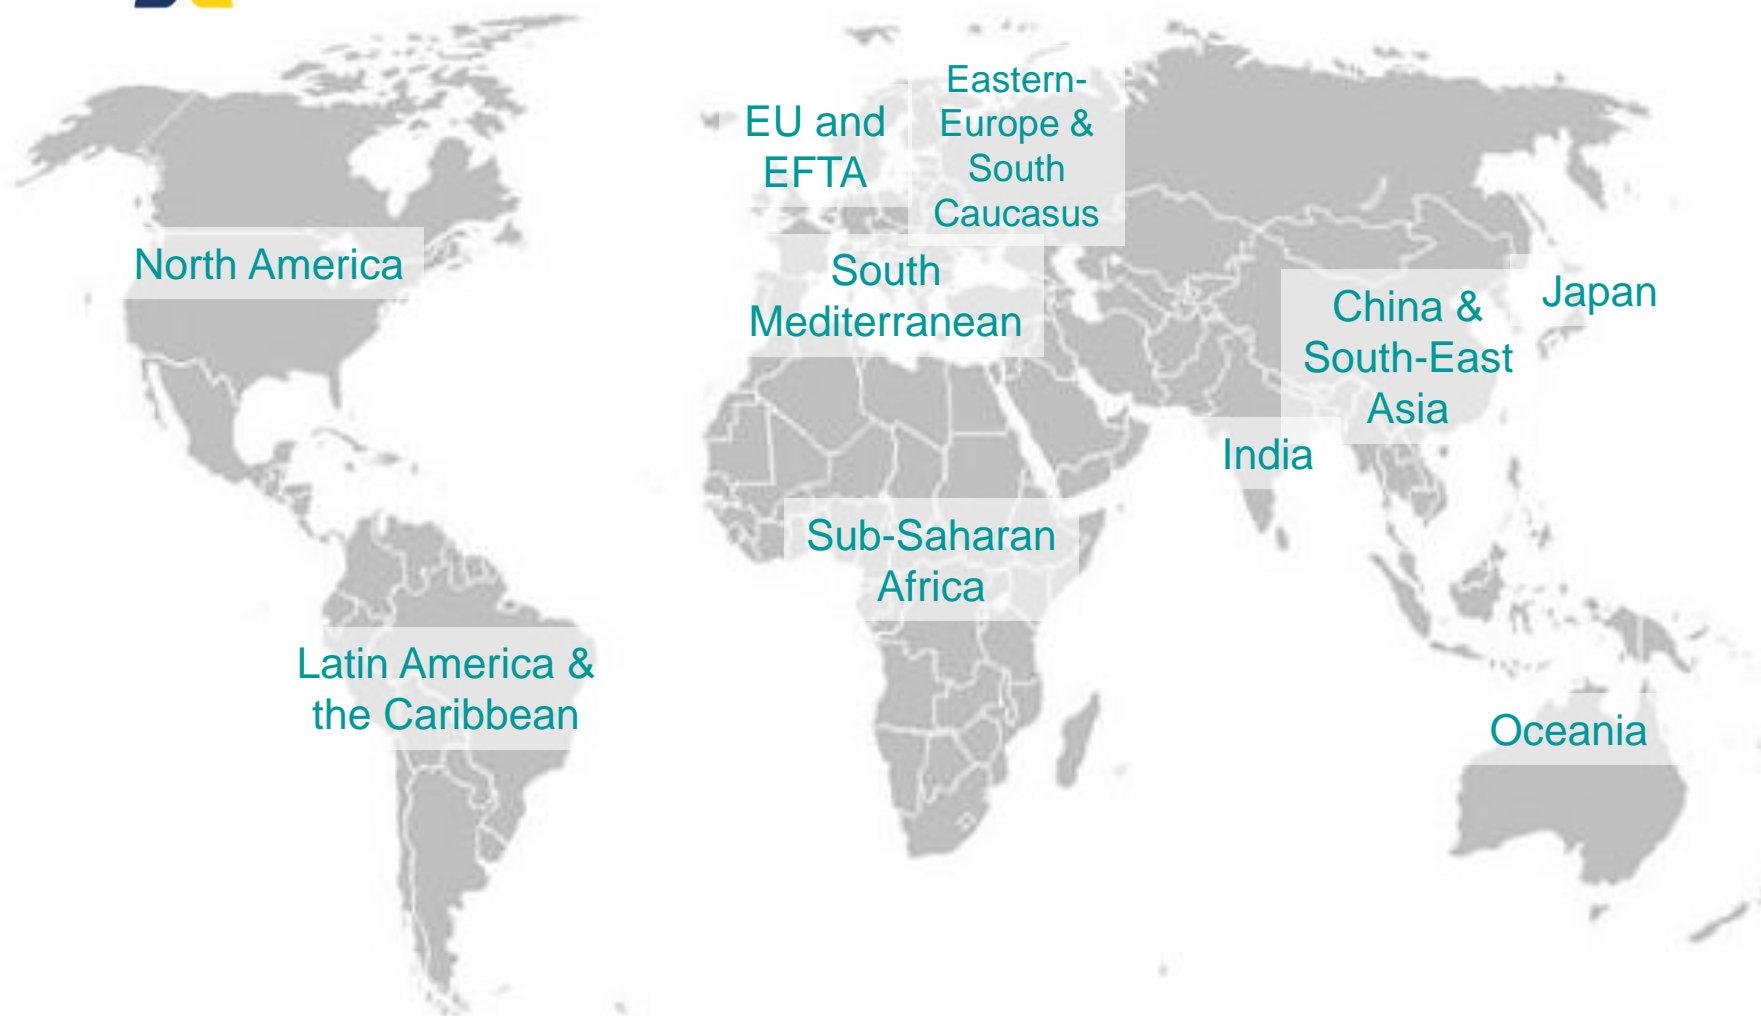 Eastern-
Europe &
South
Caucasus
EU and
EFTA
North America
South
Mediterranean
Japan
China &
South-East
Asia
India
Sub-Saharan
Africa
Latin America &
the Caribbean
Oceania